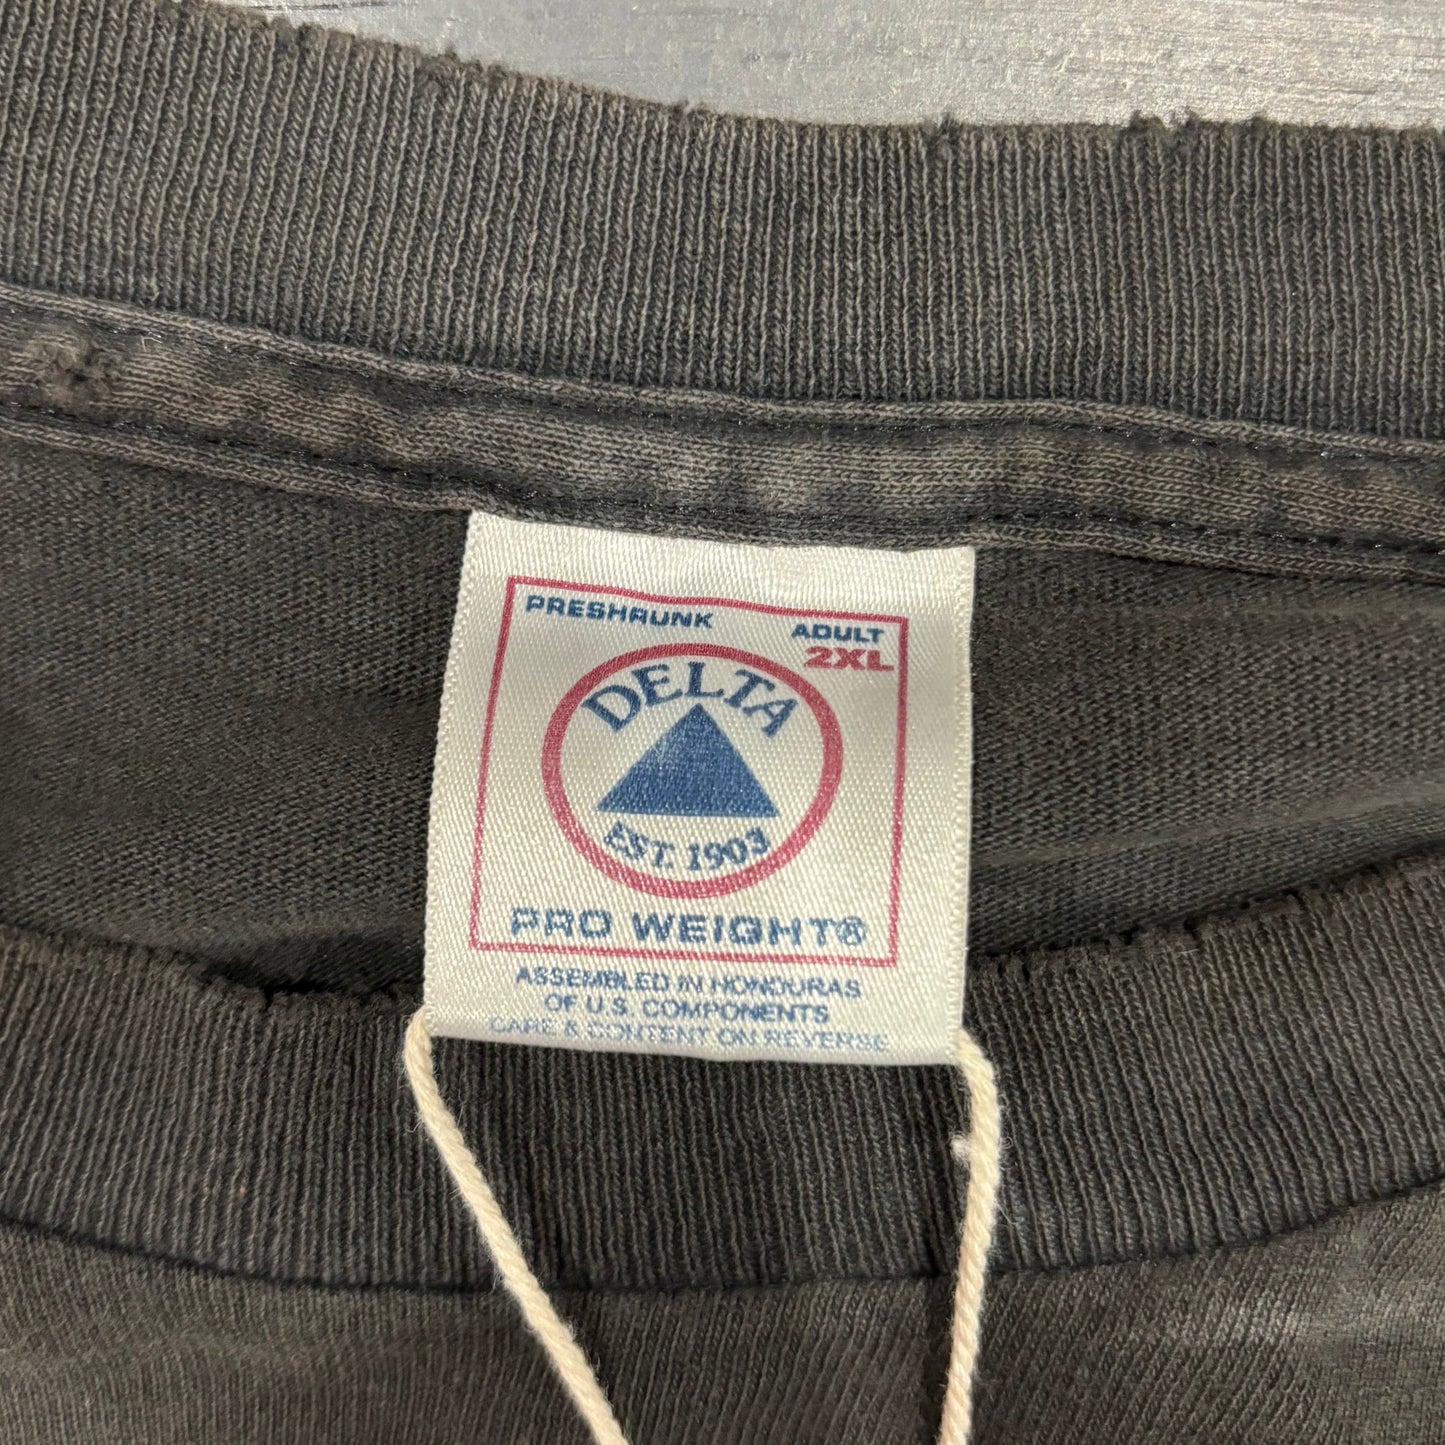 PRESHRUNK
ADULT
2XL
DELTA
EST. 1903
PRO WEIGHT®
ASSEMBLED IN HONDURAS
OF U.S. COMPONENTS
CARE & CONTENT ON REVERSE